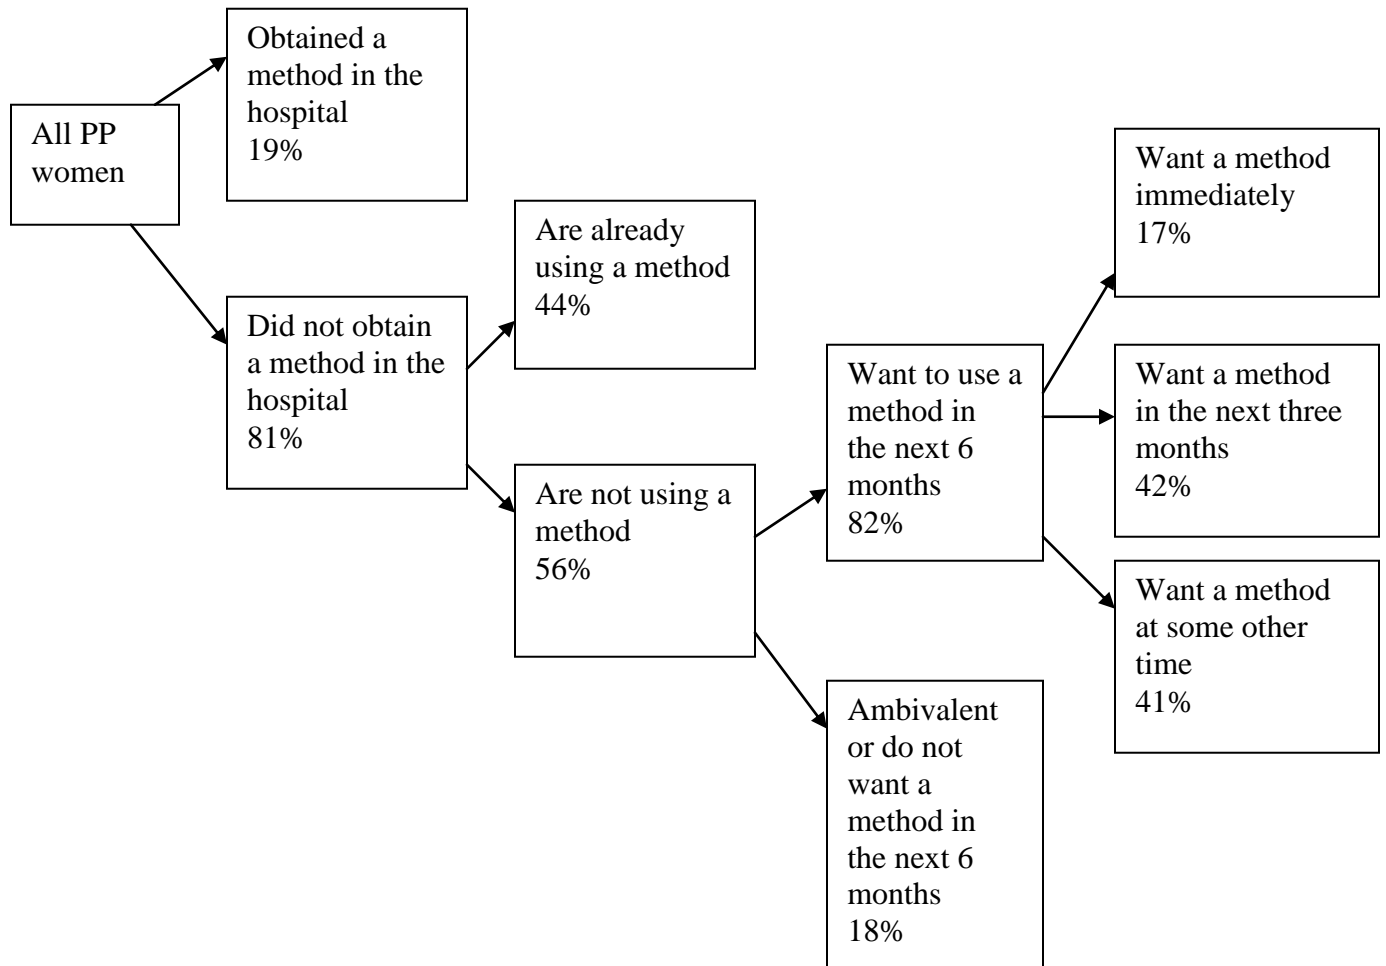 All PP
women
Obtained a
method in the
hospital
19%
Did not obtain
a method in the
hospital
81%
Are already
using a method
44%
Are not using a
method
56%
Want to use a
method in
the next 6
months
82%
Ambivalent
or do not
want a
method in
the next 6
months
18%
Want a method
immediately
17%
Want a method
in the next three
months
42%
Want a method
at some other
time
41%